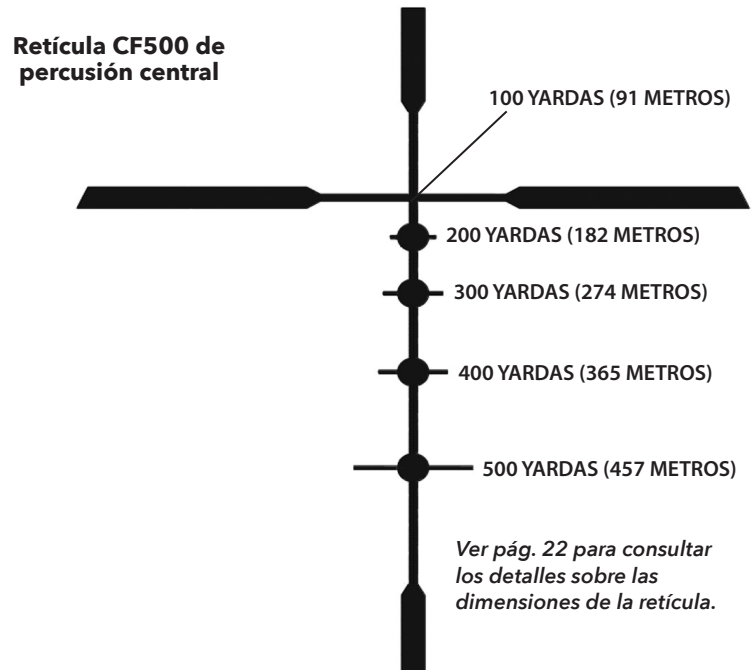 Retícula CF500 de
percusión central
100 YARDAS (91 METROS)
200 YARDAS (182 METROS)
300 YARDAS (274 METROS)
400 YARDAS (365 METROS)
500 YARDAS (457 METROS)
Ver pág. 22 para consultar
los detalles sobre las
dimensiones de la retícula.